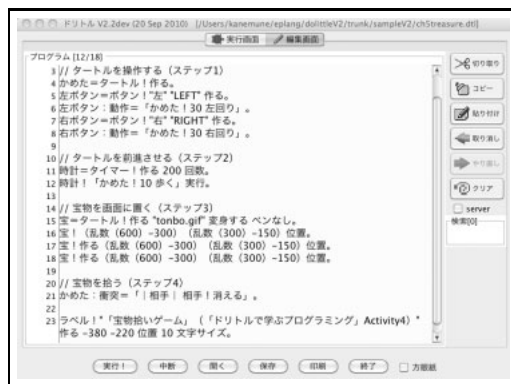 ドリトル V2.2dev (20 Sep 2010) [/Users/kanemune/eplang/dolittleV2/trunk/sampleV2/ch5treasure.dtl]
実行画面 編集画面
プログラム [12/18]
3 // タートルを操作する（ステップ1）
4 かめた＝タートル！作る。
5 左ボタン＝ボタン！"左" "LEFT" 作る。
6 左ボタン：動作＝「かめた！30 左回り」。
7 右ボタン＝ボタン！"右" "RIGHT" 作る。
8 右ボタン：動作＝「かめた！30 右回り」。
9
10 // タートルを前進させる（ステップ2）
11 時計＝タイマー！作る 200 回数。
12 時計！「かめた！10 歩く」実行。
13
14 // 宝物を画面に置く（ステップ3）
15 宝＝タートル！作る "tonbo.gif" 変身する ペンなし。
16 宝！（乱数（600）-300）（乱数（300）-150）位置。
17 宝！作る（乱数（600）-300）（乱数（300）-150）位置。
18 宝！作る（乱数（600）-300）（乱数（300）-150）位置。
19
20 // 宝物を拾う（ステップ4）
21 かめた：衝突＝「｜相手｜ 相手！消える」。
22
23 ラベル！"「宝物拾いゲーム」（「ドリトルで学ぶプログラミング」Activity4）"
作る -380 -220 位置 10 文字サイズ。
切り取り
コピー
貼り付け
取り消し
やり直し
クリア
server
検索[0]
実行！ 中断 開く 保存 印刷 終了 方眼紙